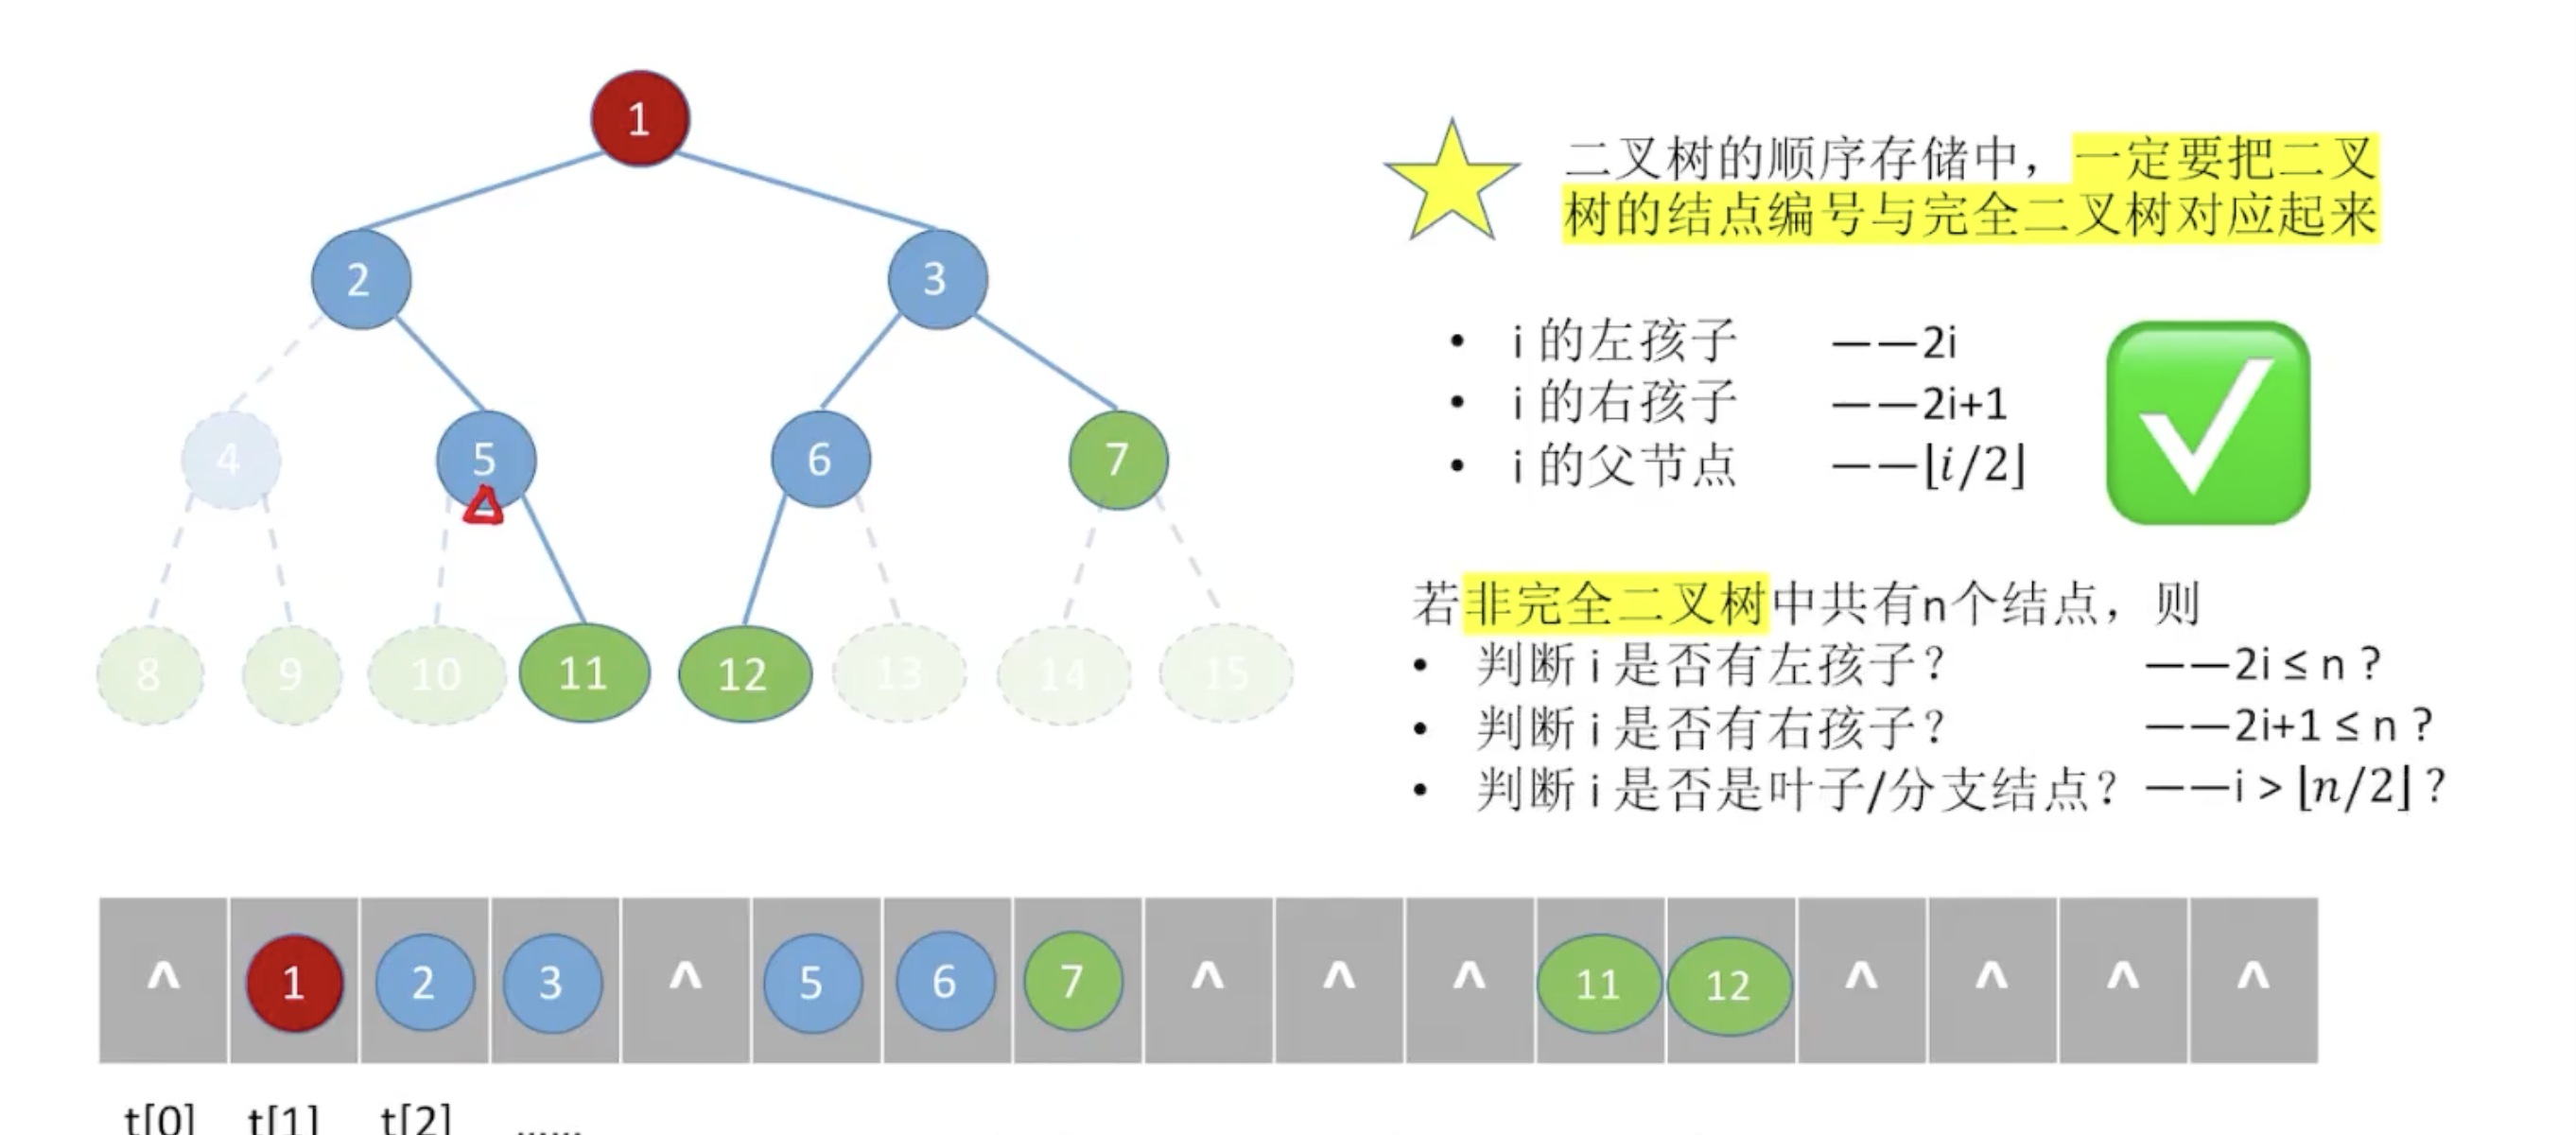 1
2
3
4
5
6
7
8
9
10
11
12
13
14
15
二叉树的顺序存储中，一定要把二叉
树的结点编号与完全二叉树对应起来
• i 的左孩子 ——2i
• i 的右孩子 ——2i+1
• i 的父节点 ——⌊i/2⌋
若非完全二叉树中共有n个结点，则
• 判断 i 是否有左孩子？ ——2i ≤ n ?
• 判断 i 是否有右孩子？ ——2i+1 ≤ n ?
• 判断 i 是否是叶子/分支结点？ ——i > ⌊n/2⌋ ?
^ 1 2 3 ^ 5 6 7 ^ ^ ^ 11 12 ^ ^ ^ ^
t[0] t[1] t[2] ......